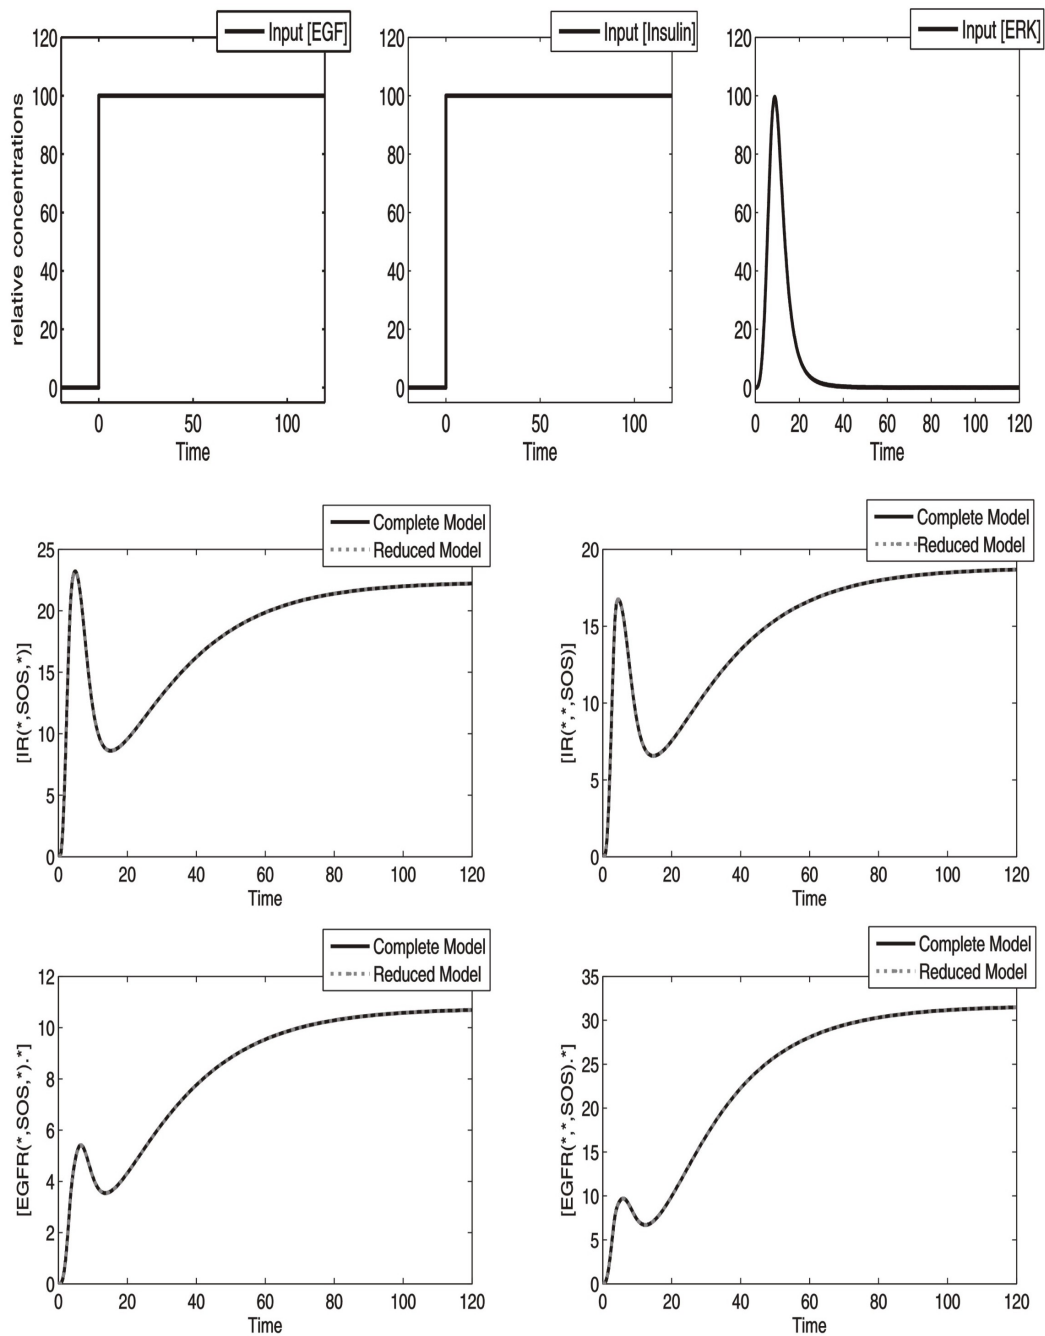 Input [EGF]
Input [Insulin]
Input [ERK]
relative concentrations
120
100
80
60
40
20
0
0 50 100
Time
120
100
80
60
40
20
0
0 50 100
Time
120
100
80
60
40
20
0
0 20 40 60 80 100 120
Time
Complete Model
Reduced Model
[IR(*,SOS,*)]
25
20
15
10
5
0
0 20 40 60 80 100 120
Time
Complete Model
Reduced Model
[IR(*,*,SOS)]
20
15
10
5
0
0 20 40 60 80 100 120
Time
Complete Model
Reduced Model
[EGFR(*,SOS,*).*]
12
10
8
6
4
2
0
0 20 40 60 80 100 120
Time
Complete Model
Reduced Model
[EGFR(*,*,SOS).*]
35
30
25
20
15
10
5
0
0 20 40 60 80 100 120
Time